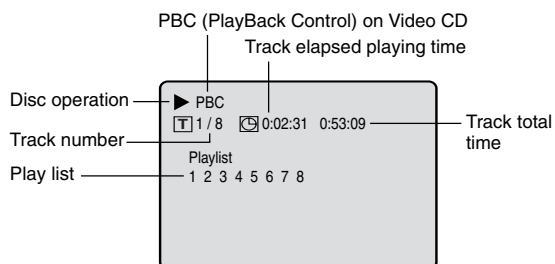 PBC (PlayBack Control) on Video CD
Track elapsed playing time
Disc operation
PBC
T 1 / 8 0:02:31 0:53:09
Track total
time
Track number
Playlist
Play list
1 2 3 4 5 6 7 8